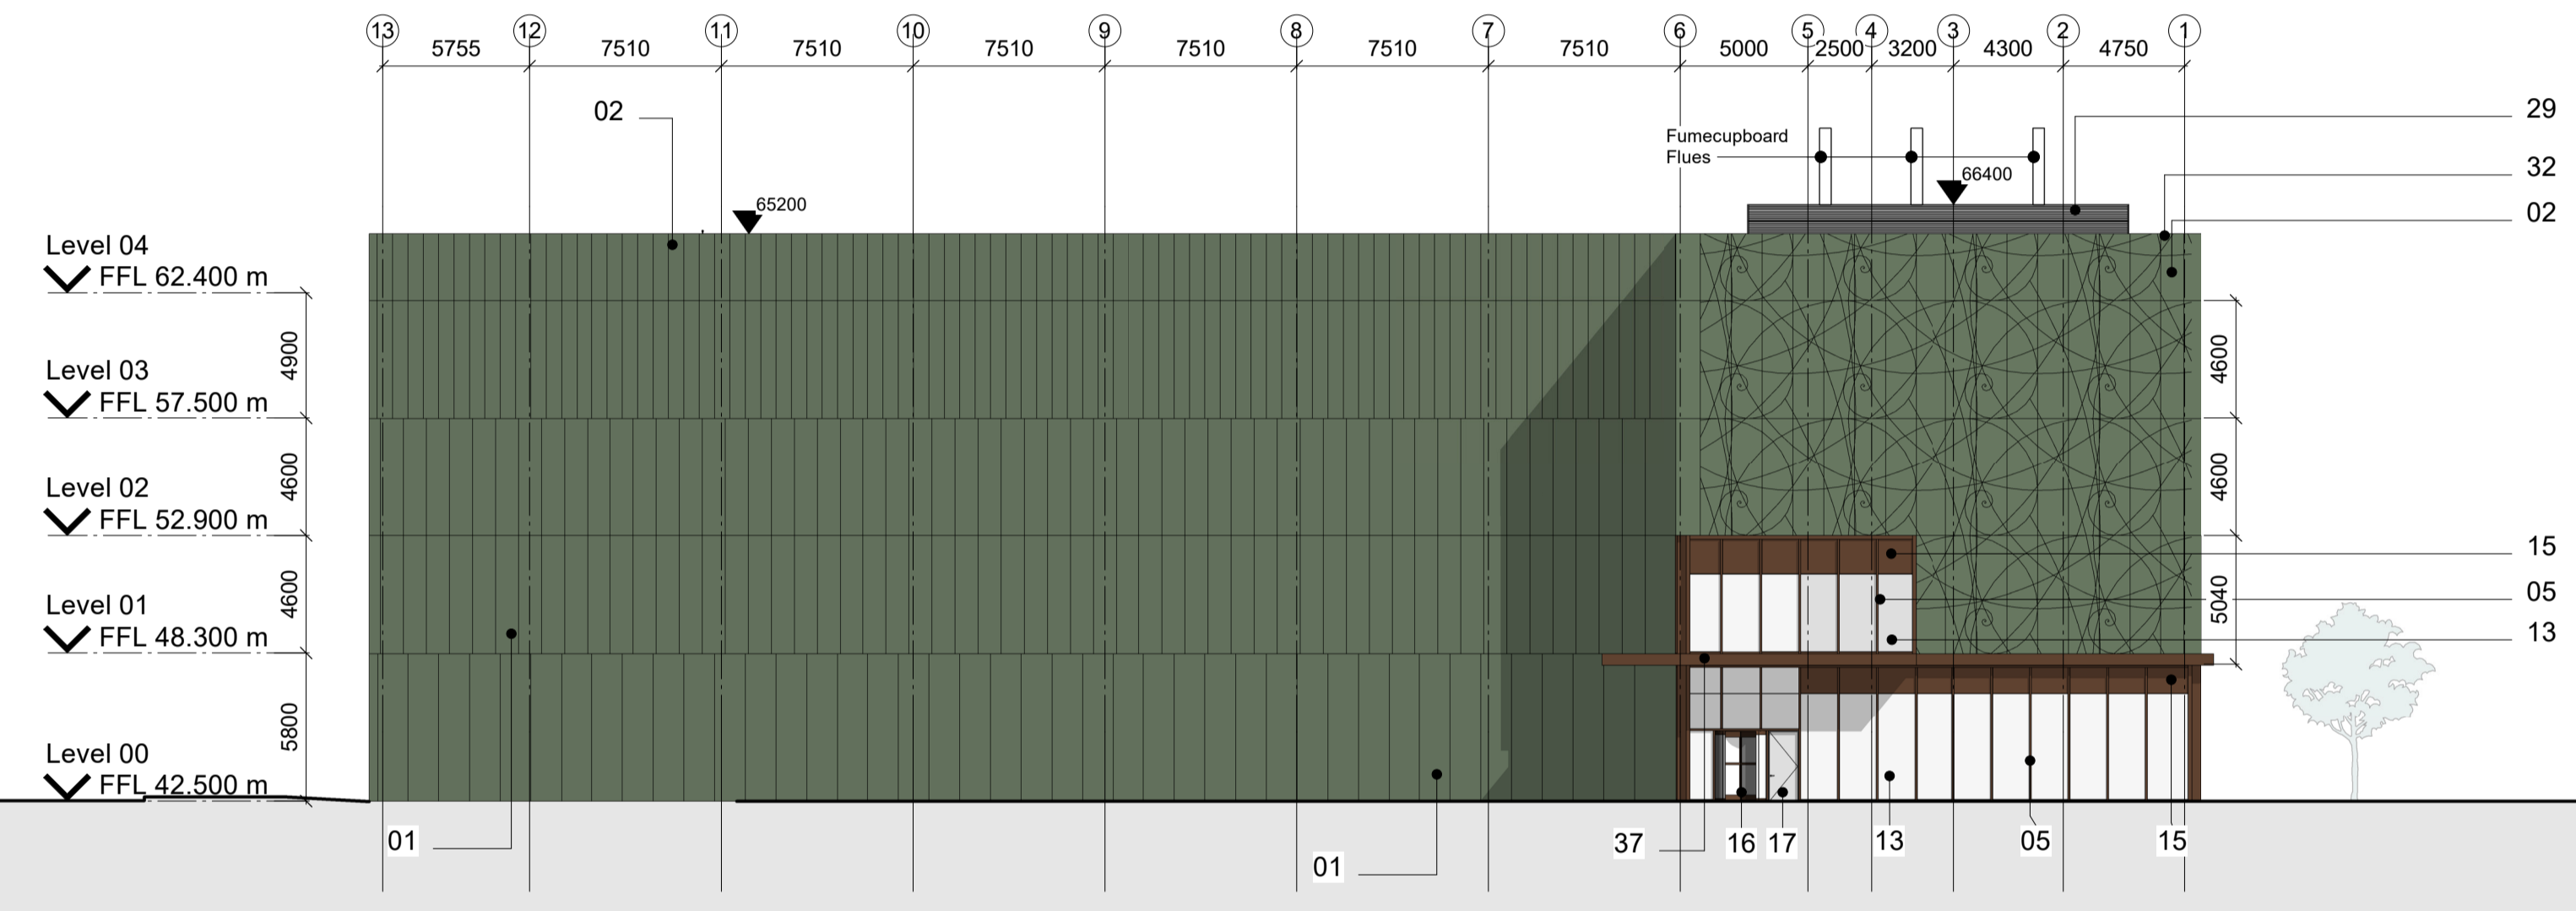 13 12 11 10 9 8 7 6 5 4 3 2 1
5755 7510 7510 7510 7510 7510 7510 5000 2500 3200 4300 4750
02
29
Fumecupboard
Flues
32
66400
65200
02
Level 04
FFL 62.400 m
4900
4600
Level 03
FFL 57.500 m
4600
4600
Level 02
FFL 52.900 m
15
4600
5040
05
Level 01
FFL 48.300 m
13
5800
Level 00
FFL 42.500 m
01
37
16
17
13
05
15
01